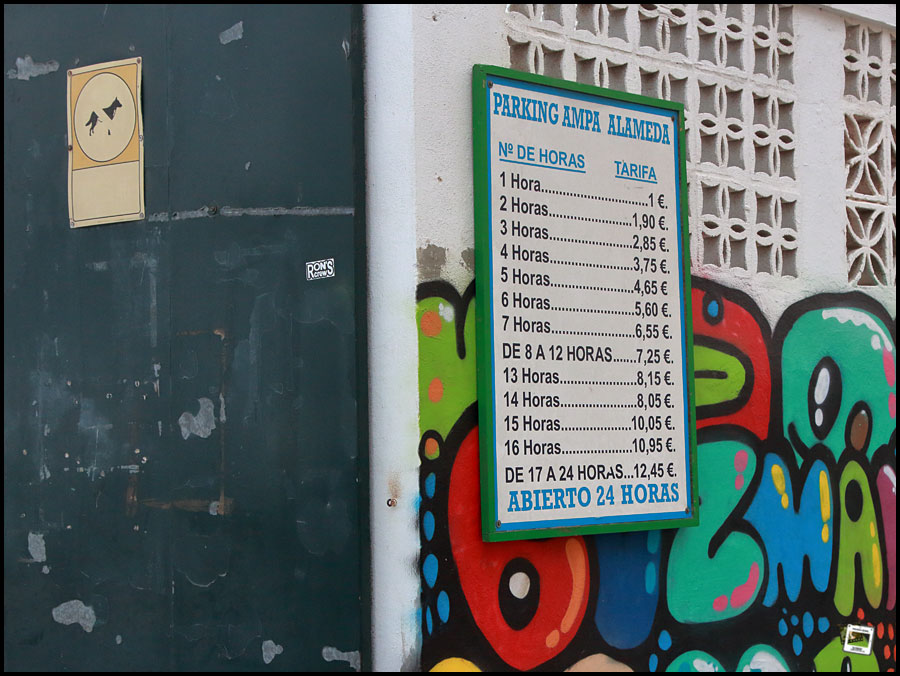 PARKING AMPA ALAMEDA
Nº DE HORAS TARIFA
1 Hora..........................1 €.
2 Horas....................1,90 €.
3 Horas....................2,85 €.
4 Horas....................3,75 €.
5 Horas....................4,65 €.
6 Horas....................5,60 €.
7 Horas....................6,55 €.
DE 8 A 12 HORAS.......7,25 €.
13 Horas..................8,15 €.
14 Horas..................8,05 €.
15 Horas................10,05 €.
16 Horas................10,95 €.
DE 17 A 24 HORAS...12,45 €.
ABIERTO 24 HORAS
RON'S
crew